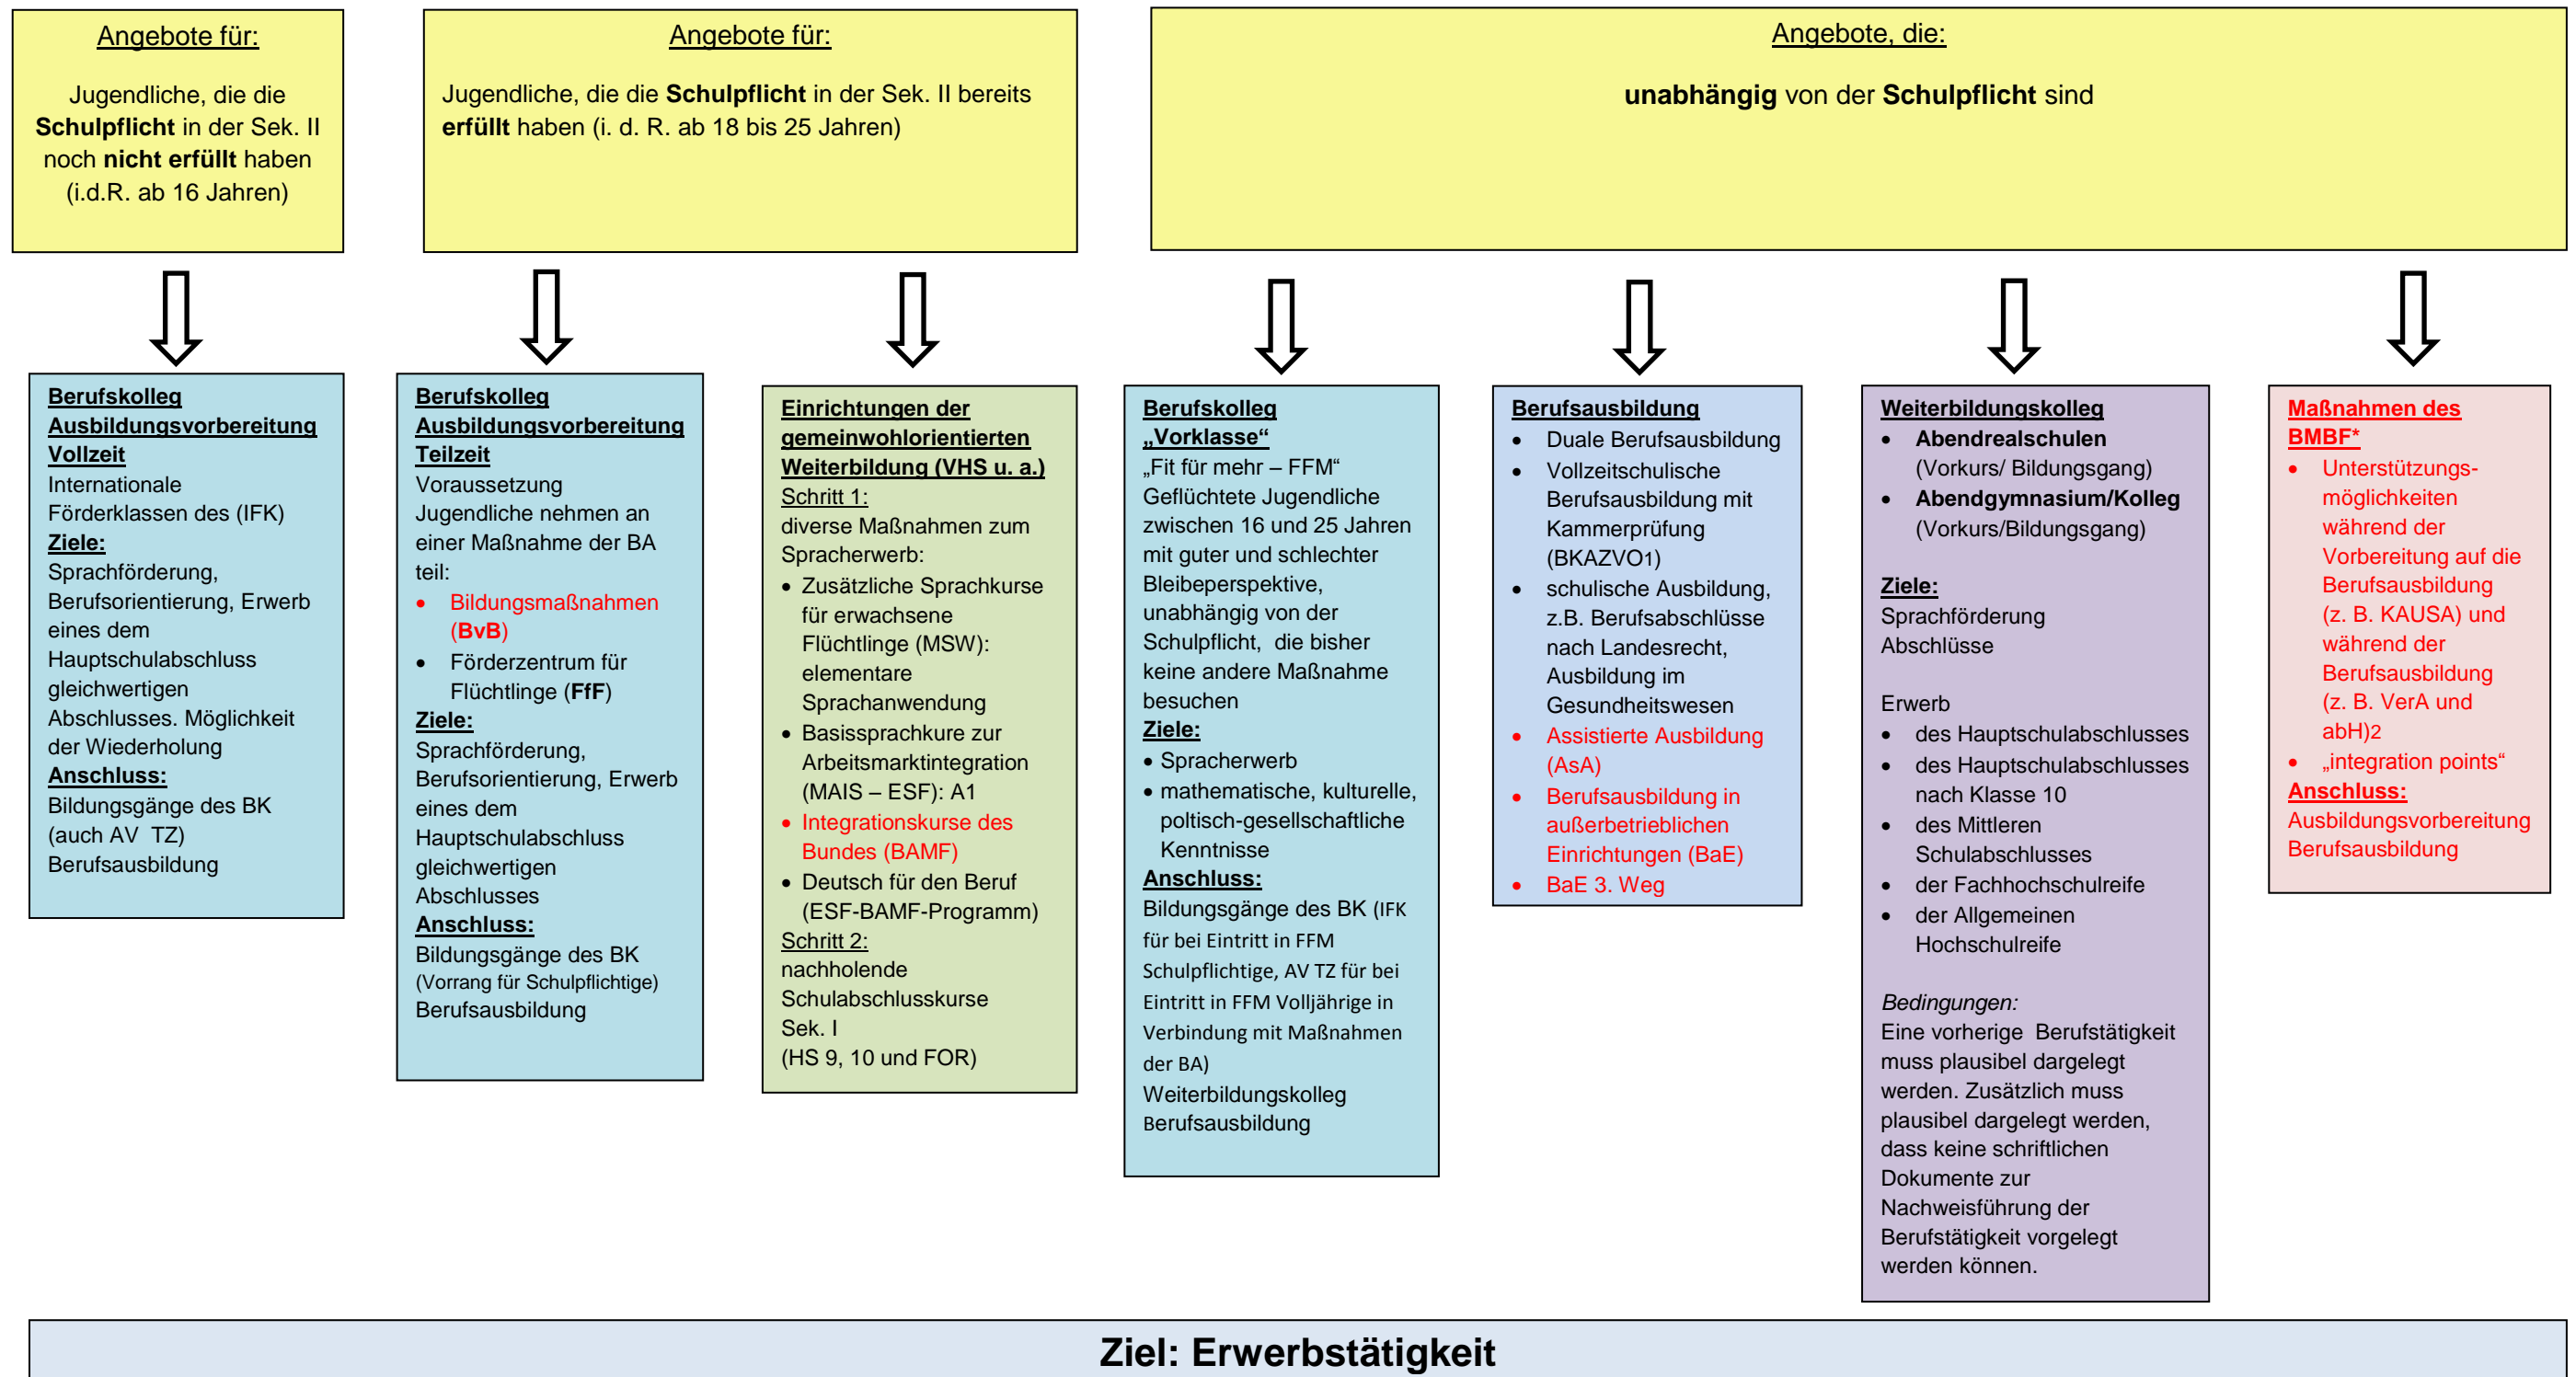 Angebote für:
Jugendliche, die die
Schulpflicht in der Sek. II
noch nicht erfüllt haben
(i.d.R. ab 16 Jahren)
Angebote für:
Jugendliche, die die Schulpflicht in der Sek. II bereits
erfüllt haben (i. d. R. ab 18 bis 25 Jahren)
Angebote, die:
unabhängig von der Schulpflicht sind
Berufskolleg
Ausbildungsvorbereitung
Vollzeit
Internationale
Förderklassen des (IFK)
Ziele:
Sprachförderung,
Berufsorientierung, Erwerb
eines dem
Hauptschulabschluss
gleichwertigen
Abschlusses. Möglichkeit
der Wiederholung
Anschluss:
Bildungsgänge des BK
(auch AV  TZ)
Berufsausbildung
Berufskolleg
Ausbildungsvorbereitung
Teilzeit
Voraussetzung
Jugendliche nehmen an
einer Maßnahme der BA
teil:
• Bildungsmaßnahmen
(BvB)
• Förderzentrum für
Flüchtlinge (FfF)
Ziele:
Sprachförderung,
Berufsorientierung, Erwerb
eines dem
Hauptschulabschluss
gleichwertigen
Abschlusses
Anschluss:
Bildungsgänge des BK
(Vorrang für Schulpflichtige)
Berufsausbildung
Einrichtungen der
gemeinwohlorientierten
Weiterbildung (VHS u. a.)
Schritt 1:
diverse Maßnahmen zum
Spracherwerb:
• Zusätzliche Sprachkurse
für erwachsene
Flüchtlinge (MSW):
elementare
Sprachanwendung
• Basissprachkure zur
Arbeitsmarktintegration
(MAIS – ESF): A1
• Integrationskurse des
Bundes (BAMF)
• Deutsch für den Beruf
(ESF-BAMF-Programm)
Schritt 2:
nachholende
Schulabschlusskurse
Sek. I
(HS 9, 10 und FOR)
Berufskolleg
„Vorklasse“
„Fit für mehr – FFM“
Geflüchtete Jugendliche
zwischen 16 und 25 Jahren
mit guter und schlechter
Bleibeperspektive,
unabhängig von der
Schulpflicht,  die bisher
keine andere Maßnahme
besuchen
Ziele:
• Spracherwerb
• mathematische, kulturelle,
poltisch-gesellschaftliche
Kenntnisse
Anschluss:
Bildungsgänge des BK (IFK
für bei Eintritt in FFM
Schulpflichtige, AV TZ für bei
Eintritt in FFM Volljährige in
Verbindung mit Maßnahmen
der BA)
Weiterbildungskolleg
Berufsausbildung
Berufsausbildung
• Duale Berufsausbildung
• Vollzeitschulische
Berufsausbildung mit
Kammerprüfung
(BKAZVO1)
• schulische Ausbildung,
z.B. Berufsabschlüsse
nach Landesrecht,
Ausbildung im
Gesundheitswesen
• Assistierte Ausbildung
(AsA)
• Berufsausbildung in
außerbetrieblichen
Einrichtungen (BaE)
• BaE 3. Weg
Weiterbildungskolleg
• Abendrealschulen
(Vorkurs/ Bildungsgang)
• Abendgymnasium/Kolleg
(Vorkurs/Bildungsgang)
Ziele:
Sprachförderung
Abschlüsse
Erwerb
• des Hauptschulabschlusses
• des Hauptschulabschlusses
nach Klasse 10
• des Mittleren
Schulabschlusses
• der Fachhochschulreife
• der Allgemeinen
Hochschulreife
Bedingungen:
Eine vorherige  Berufstätigkeit
muss plausibel dargelegt
werden. Zusätzlich muss
plausibel dargelegt werden,
dass keine schriftlichen
Dokumente zur
Nachweisführung der
Berufstätigkeit vorgelegt
werden können.
Maßnahmen des
BMBF*
• Unterstützungs-
möglichkeiten
während der
Vorbereitung auf die
Berufsausbildung
(z. B. KAUSA) und
während der
Berufsausbildung
(z. B. VerA und
abH)2
• „integration points“
Anschluss:
Ausbildungsvorbereitung
Berufsausbildung
Ziel: Erwerbstätigkeit